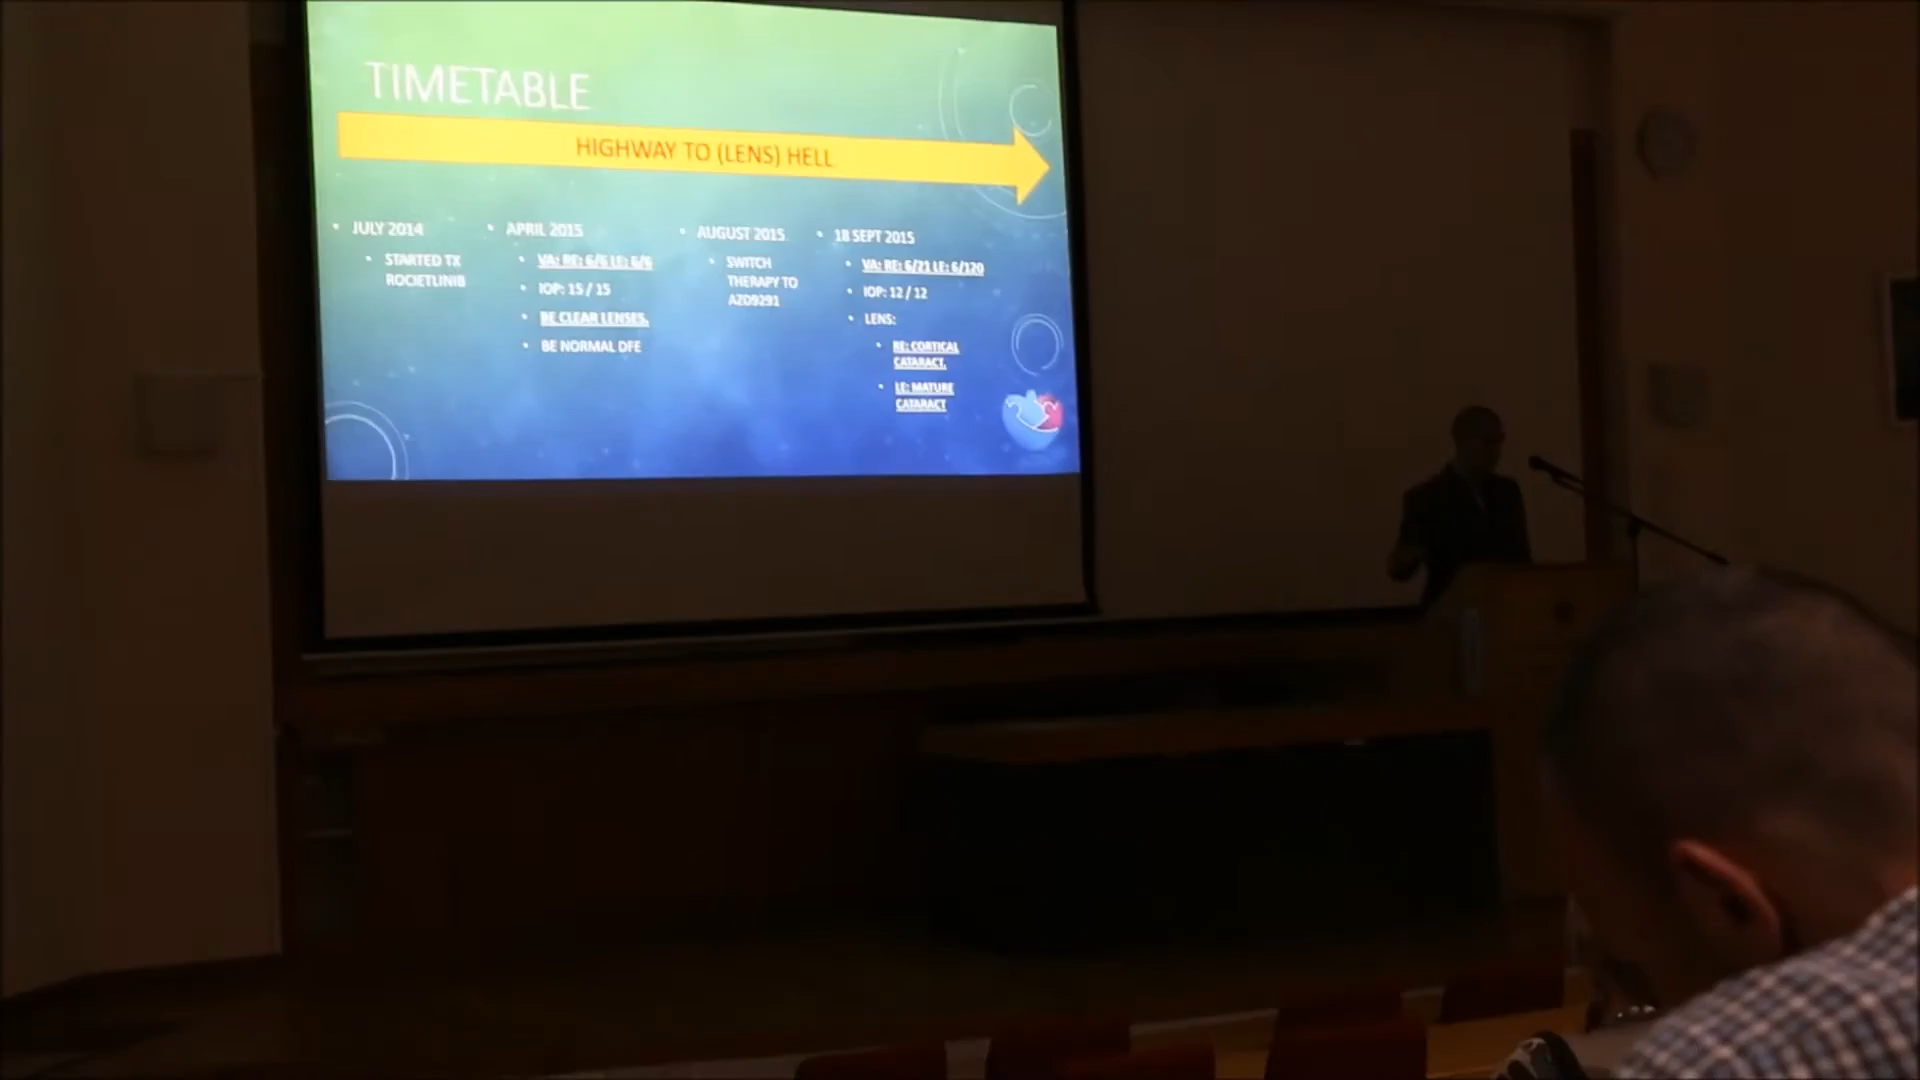 TIMETABLE
HIGHWAY TO (LENS) HELL
JULY 2014
STARTED TX
ROCIETLINIB
APRIL 2015
VA: RE: 6/6 LE: 6/6
IOP: 15 / 15
BE CLEAR LENSES.
BE NORMAL DFE
AUGUST 2015
SWITCH
THERAPY TO
AZD9291
18 SEPT 2015
VA: RE: 6/21 LE: 6/120
IOP: 12 / 12
LENS:
RE: CORTICAL
CATARACT.
LE: MATURE
CATARACT